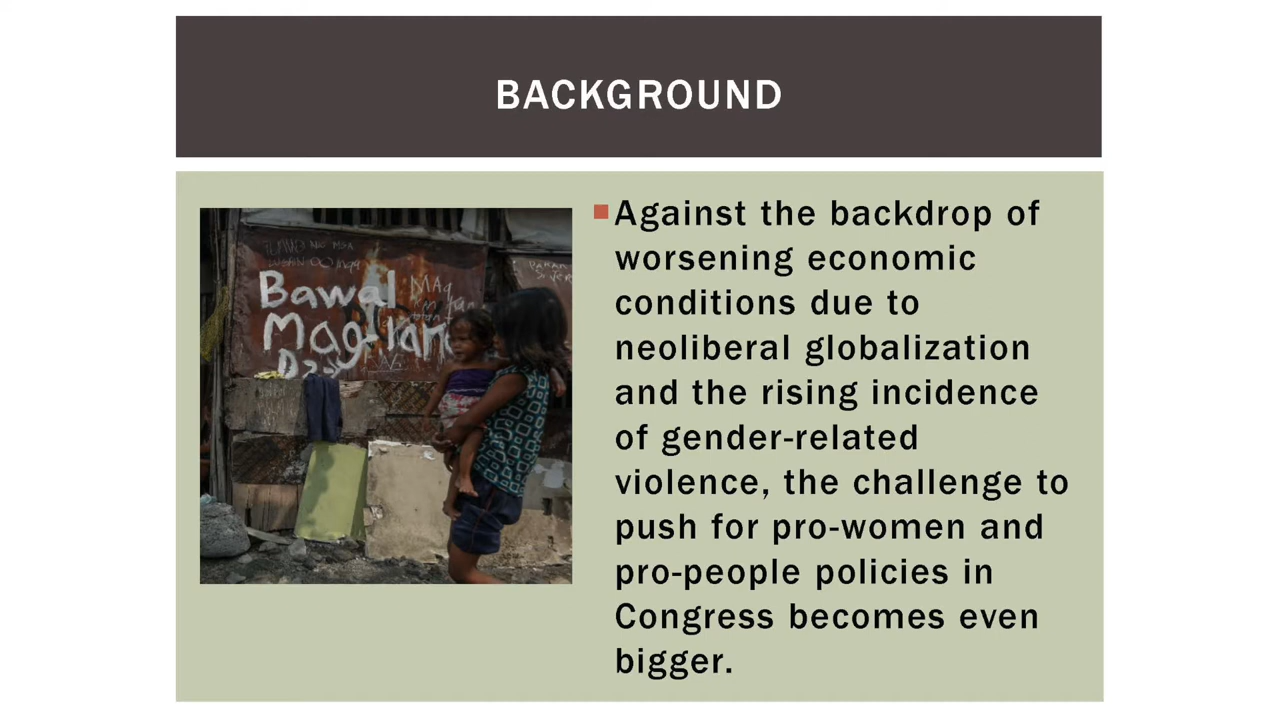 BACKGROUND
Bawal
Mag
Against the backdrop of
worsening economic
conditions due to
neoliberal globalization
and the rising incidence
of gender-related
violence, the challenge to
push for pro-women and
pro-people policies in
Congress becomes even
bigger.